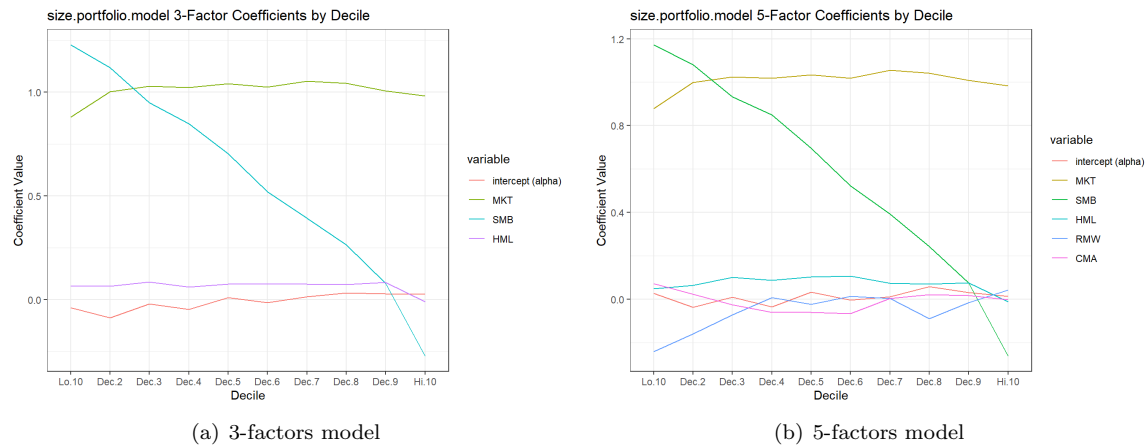 size.portfolio.model 3-Factor Coefficients by Decile
1.0
0.5
0.0
Coefficient Value
Lo.10 Dec.2 Dec.3 Dec.4 Dec.5 Dec.6 Dec.7 Dec.8 Dec.9 Hi.10
Decile
variable
intercept (alpha)
MKT
SMB
HML
(a) 3-factors model
size.portfolio.model 5-Factor Coefficients by Decile
1.2
0.8
0.4
0.0
Coefficient Value
Lo.10 Dec.2 Dec.3 Dec.4 Dec.5 Dec.6 Dec.7 Dec.8 Dec.9 Hi.10
Decile
variable
intercept (alpha)
MKT
SMB
HML
RMW
CMA
(b) 5-factors model